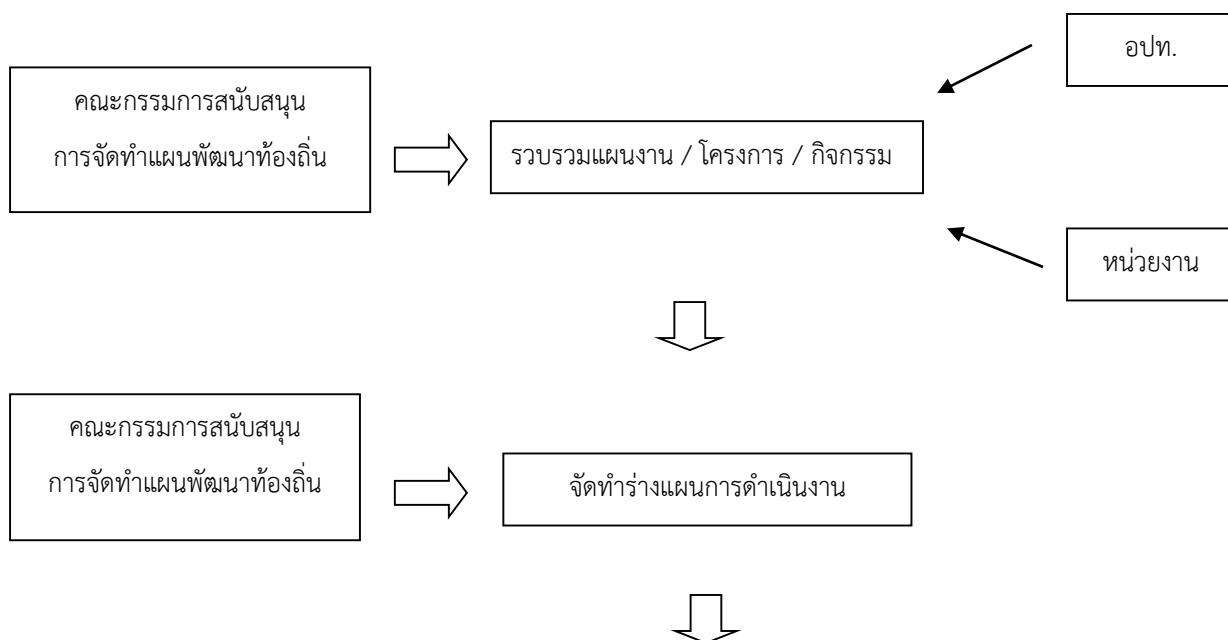 อปท.
คณะกรรมการสนับสนุน
การจัดทำแผนพัฒนาท้องถิ่น
รวบรวมแผนงาน / โครงการ / กิจกรรม
หน่วยงาน
คณะกรรมการสนับสนุน
การจัดทำแผนพัฒนาท้องถิ่น
จัดทำร่างแผนการดำเนินงาน